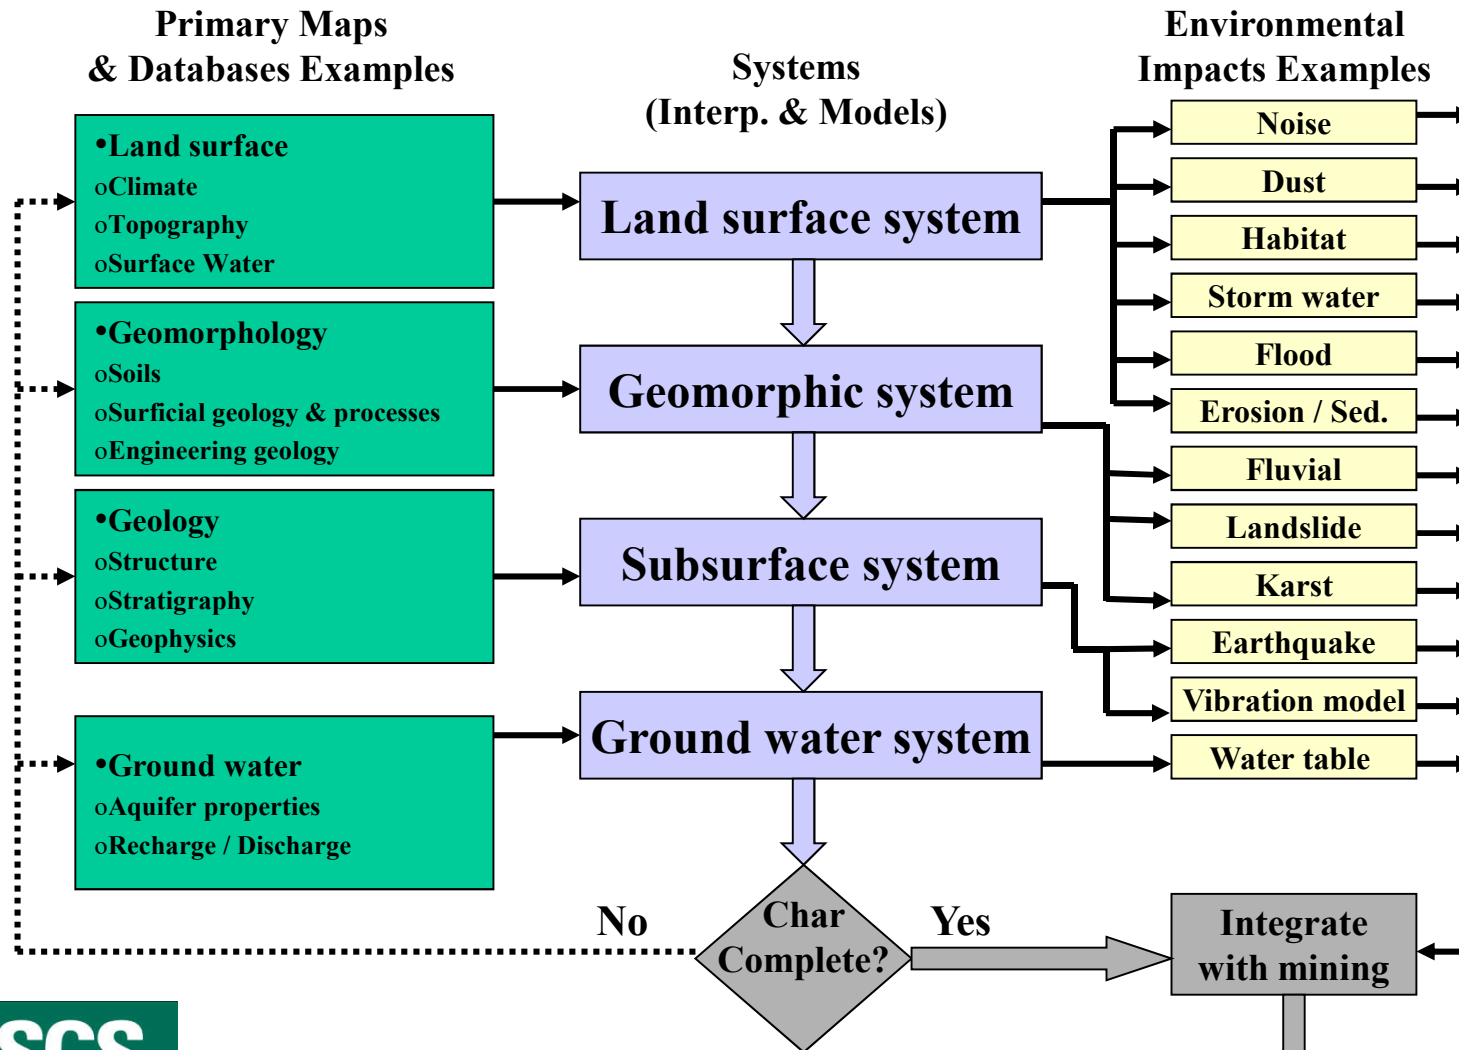 Primary Maps
& Databases Examples
Systems
(Interp. & Models)
Environmental
Impacts Examples
•Land surface
oClimate
oTopography
oSurface Water
•Geomorphology
oSoils
oSurficial geology & processes
oEngineering geology
•Geology
oStructure
oStratigraphy
oGeophysics
•Ground water
oAquifer properties
oRecharge / Discharge
Land surface system
Geomorphic system
Subsurface system
Ground water system
Noise
Dust
Habitat
Storm water
Flood
Erosion / Sed.
Fluvial
Landslide
Karst
Earthquake
Vibration model
Water table
No
Char
Complete?
Yes
Integrate
with mining